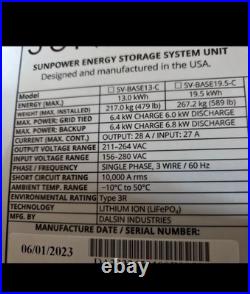 SUNPOWER ENERGY STORAGE SYSTEM UNIT
Designed and manufactured in the USA.
Model ☐ SV-BASE13-C ☐ SV-BASE19.5-C
ENERGY (MAX.) 13.0 kWh 19.5 kWh
WEIGHT (MAX, INSTALLED) 217.0 kg (479 lb) 267.2 kg (589 lb)
MAX. POWER: GRID TIED 6.4 kW CHARGE 6.0 kW DISCHARGE
MAX. POWER: BACKUP 6.4 kW CHARGE 6.8 kW DISCHARGE
CURRENT (MAX. CONT.) OUTPUT: 28 A / INPUT: 27 A
OUTPUT VOLTAGE RANGE 211–264 VAC
INPUT VOLTAGE RANGE 156-280 VAC
PHASE / FREQUENCY SINGLE PHASE, 3 WIRE / 60 Hz
SHORT CIRCUIT RATING 10,000 A rms
AMBIENT TEMP. RANGE –10°C to 50°C
ENVIRONMENTAL RATING Type 3R
TECHNOLOGY LITHIUM ION (LiFePO₄)
MFG./BY DALSIN INDUSTRIES
MANUFACTURE DATE / SERIAL NUMBER:
06/01/2023